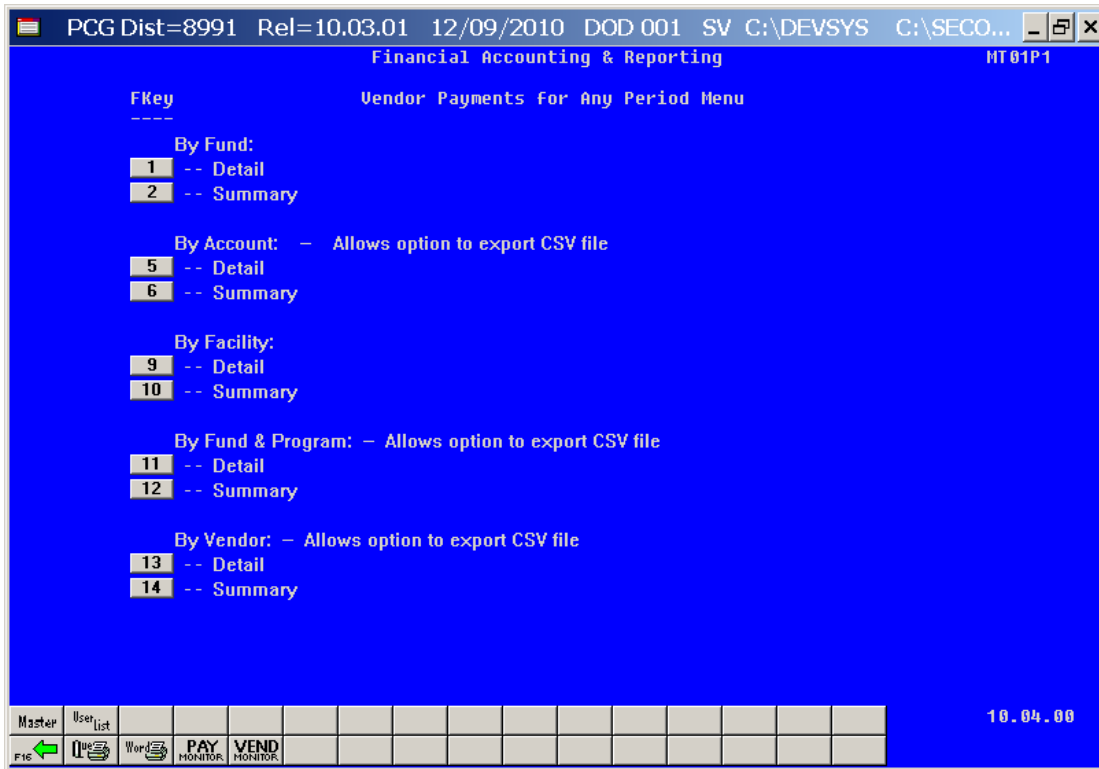 PCG Dist=8991 Rel=10.03.01 12/09/2010 DOD 001 SV C:\DEVSYS C:\SECO...
Financial Accounting & Reporting MT01P1
FKey Vendor Payments for Any Period Menu
----
By Fund:
1 -- Detail
2 -- Summary
By Account: – Allows option to export CSV file
5 -- Detail
6 -- Summary
By Facility:
9 -- Detail
10 -- Summary
By Fund & Program: – Allows option to export CSV file
11 -- Detail
12 -- Summary
By Vendor: – Allows option to export CSV file
13 -- Detail
14 -- Summary
Master User List 10.04.00
F16 Que Word PAY MONITOR VEND MONITOR